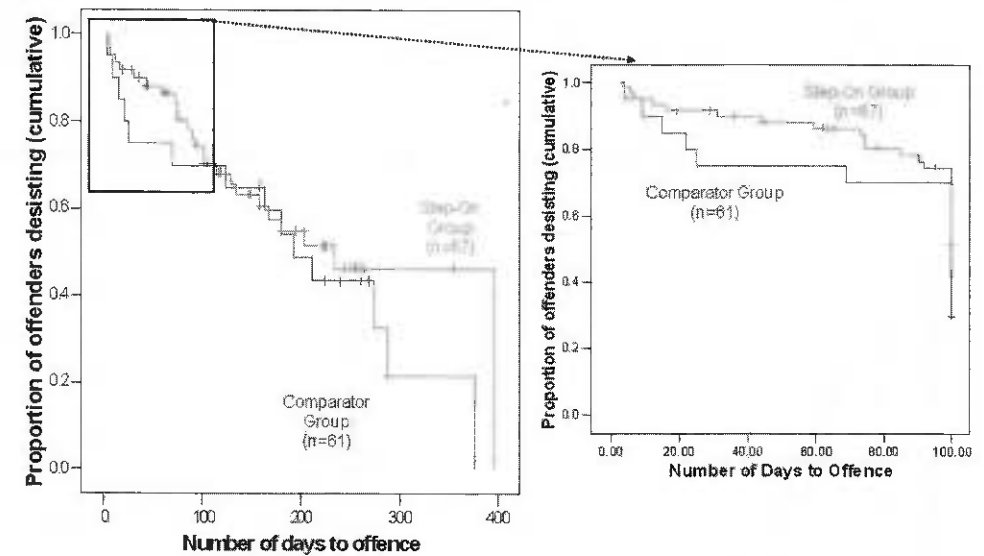 Proportion of offenders desisting (cumulative)
1.0
0.8
0.6
0.4
0.2
0.0
Step-On
Group
(n=67)
Comparator
Group
(n=61)
0
100
200
300
400
Number of days to offence
Proportion of offenders desisting (cumulative)
1.0
0.8
0.6
0.4
0.2
0.0
Step-On Group
(n=67)
Comparator Group
(n=61)
0.00
20.00
40.00
60.00
80.00
100.00
Number of Days to Offence